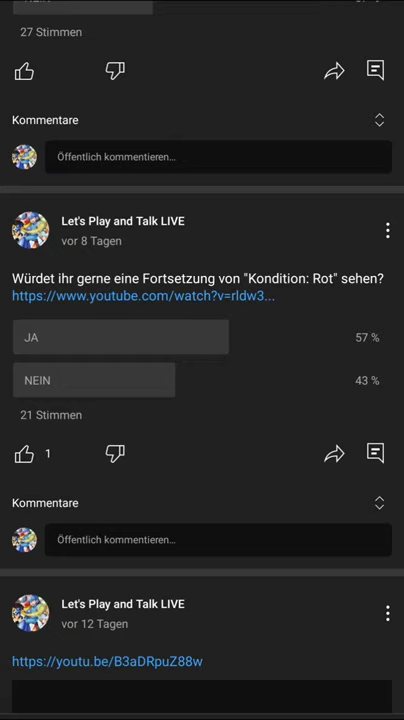 27 Stimmen
Kommentare
Öffentlich kommentieren...
Let's Play and Talk LIVE
vor 8 Tagen
Würdet ihr gerne eine Fortsetzung von "Kondition: Rot" sehen?
https://www.youtube.com/watch?v=rldw3...
JA 57 %
NEIN 43 %
21 Stimmen
1
Kommentare
Öffentlich kommentieren...
Let's Play and Talk LIVE
vor 12 Tagen
https://youtu.be/B3aDRpuZ88w